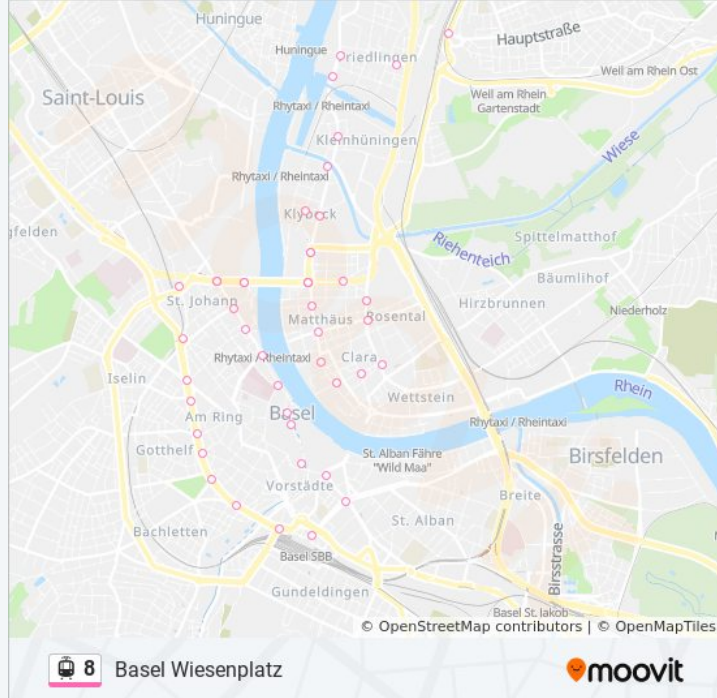 Huningue
Huningue
Friedlingen
Hauptstraße
Weil am Rhein Ost
Saint-Louis
Rhytaxi / Rheintaxi
Weil am Rhein
Gartenstadt
Kleinhüningen
Wiese
Rhytaxi / Rheintaxi
Klybeck
gfelden
Riehenteich
Spittelmatthof
Bäumlihof
St. Johann
Hirzbrunnen
Niederholz
Matthäus
Rosental
Iselin
Rhytaxi / Rheintaxi
Clara
Rhein
Wettstein
Am Ring
Basel
Rhytaxi / Rheintaxi
Gotthelf
St. Alban Fähre
"Wild Maa"
Birsfelden
Vorstädte
Breite
Bachletten
St. Alban
Birsstrasse
Basel SBB
Gundeldingen
Basel St. Jakob
© OpenStreetMap contributors | © OpenMapTiles
8 Basel Wiesenplatz
moovit